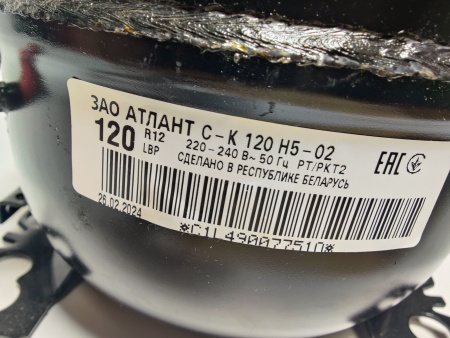 ЗАО АТЛАНТ С-К 120 Н5-02
120 R12 220-240 В~ 50 Гц РТ/РКТ2
LBP СДЕЛАНО В РЕСПУБЛИКЕ БЕЛАРУСЬ
EAC
26.02.2024
*C1L490077510*